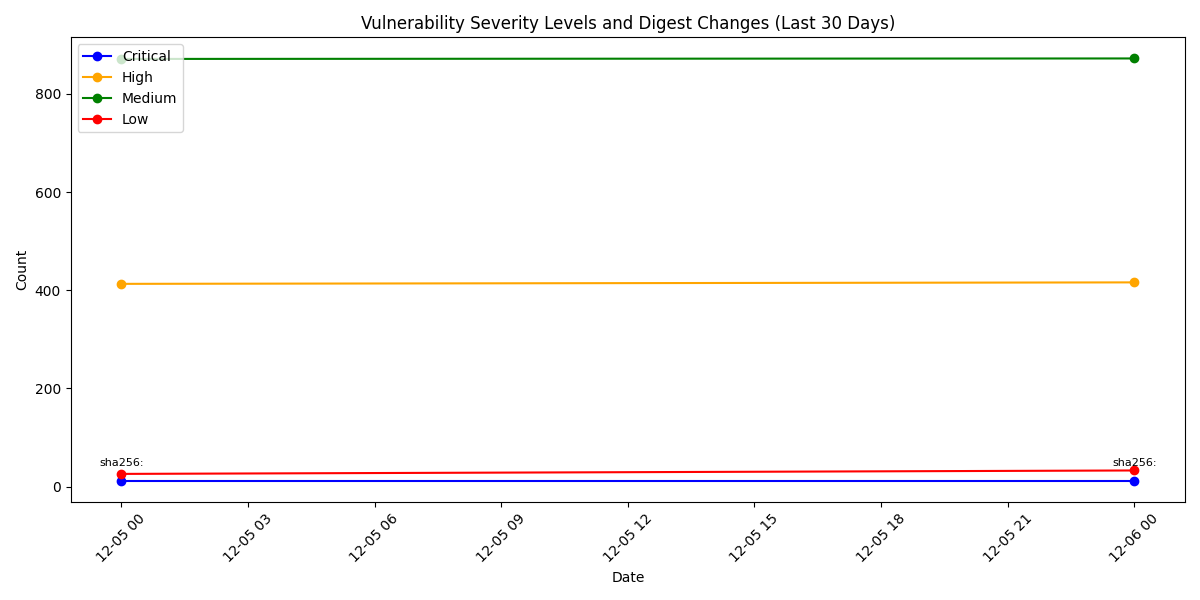 Vulnerability Severity Levels and Digest Changes (Last 30 Days)
Critical
High
Medium
Low
Count
800
600
400
200
0
sha256:
sha256:
12-05 00
12-05 03
12-05 06
12-05 09
12-05 12
12-05 15
12-05 18
12-05 21
12-06 00
Date